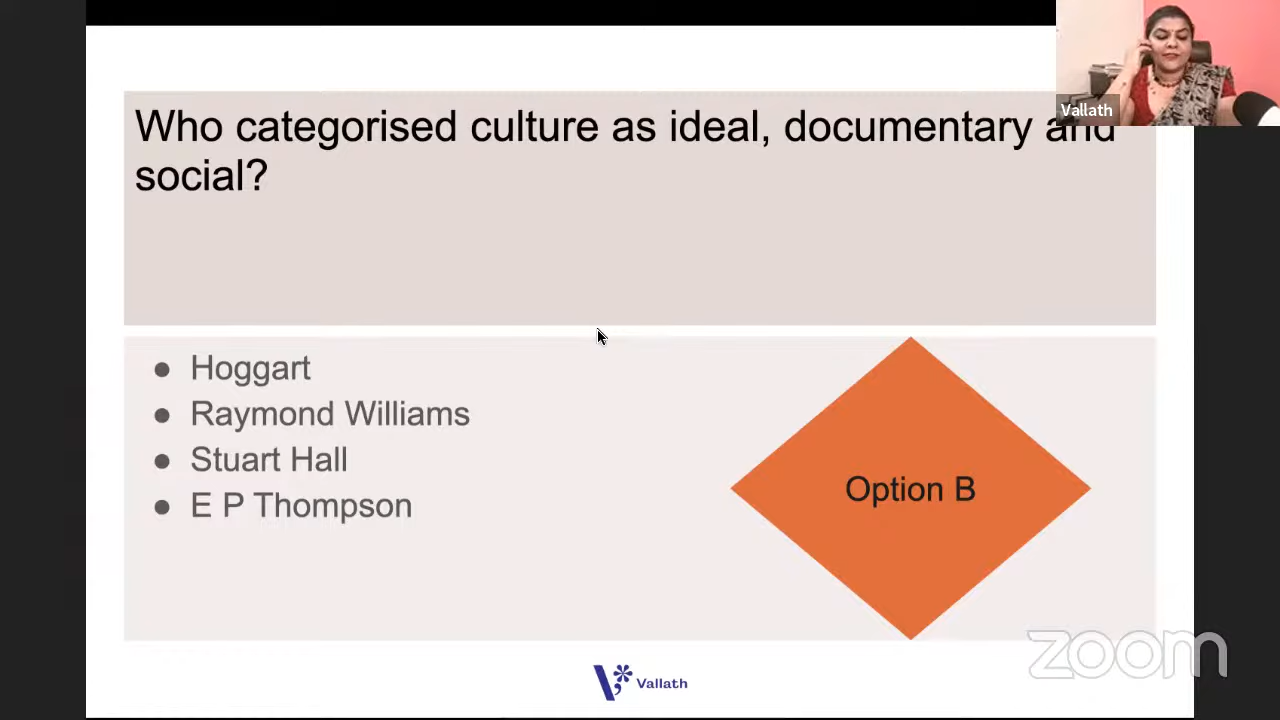 Who categorised culture as ideal, documentary and
social?
Vallath
● Hoggart
● Raymond Williams
● Stuart Hall
● E P Thompson
Option B
zoom
Vallath